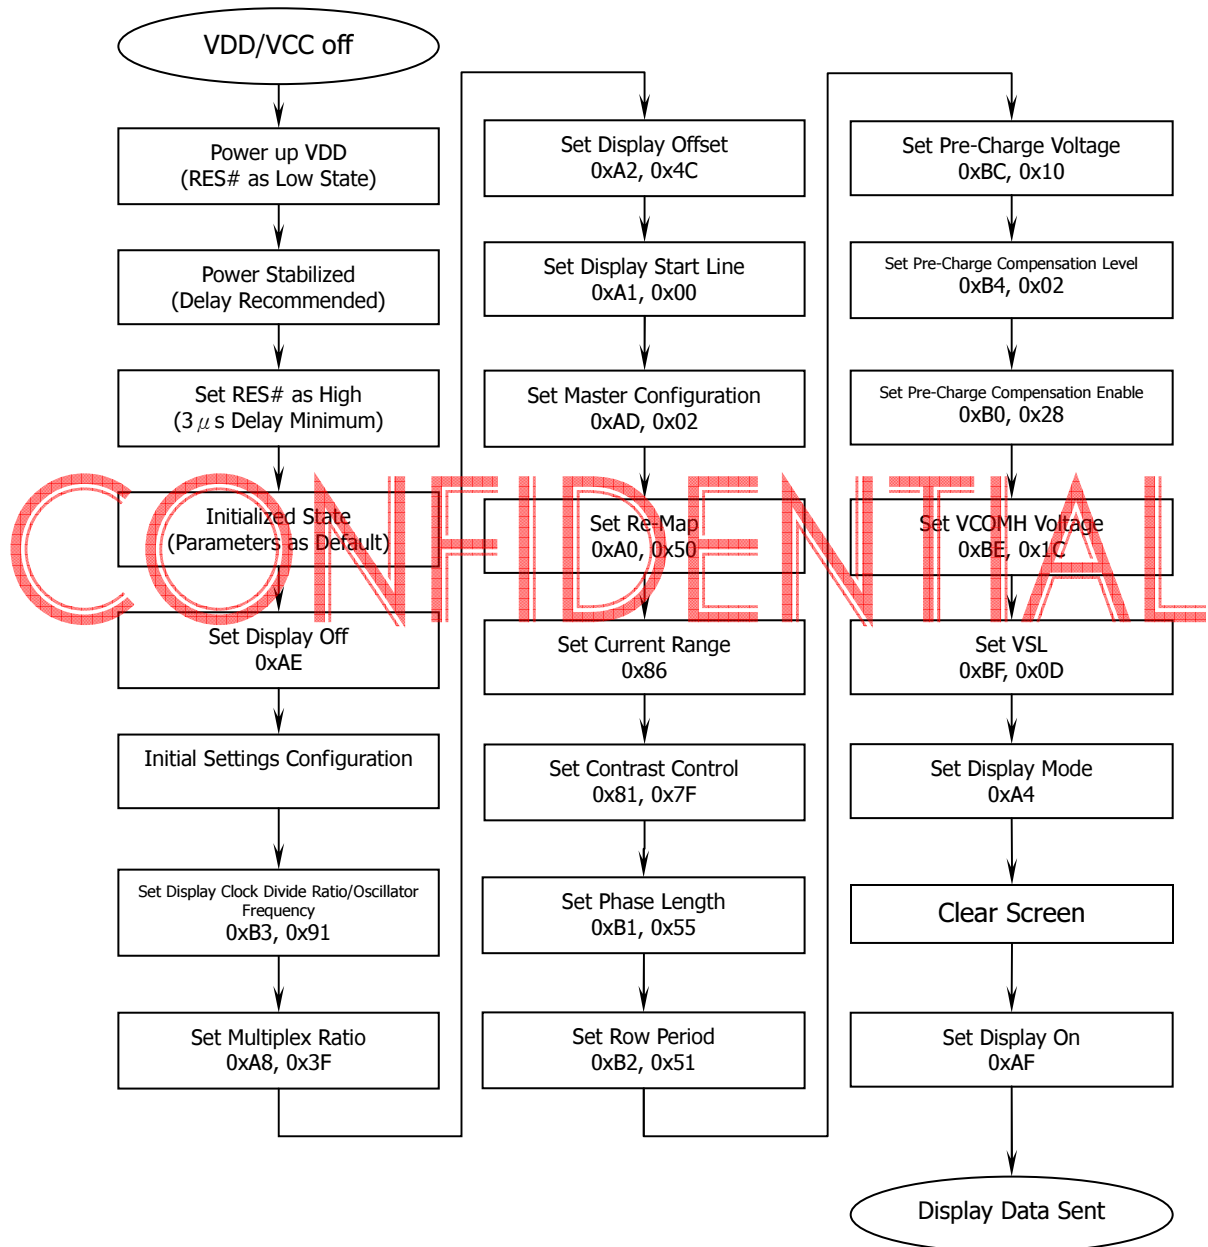 VDD/VCC off
Power up VDD
(RES# as Low State)
Power Stabilized
(Delay Recommended)
Set RES# as High
(3 μs Delay Minimum)
Initialized State
(Parameters as Default)
Set Display Off
0xAE
Initial Settings Configuration
Set Display Clock Divide Ratio/Oscillator
Frequency
0xB3, 0x91
Set Multiplex Ratio
0xA8, 0x3F
Set Display Offset
0xA2, 0x4C
Set Display Start Line
0xA1, 0x00
Set Master Configuration
0xAD, 0x02
Set Re-Map
0xA0, 0x50
Set Current Range
0x86
Set Contrast Control
0x81, 0x7F
Set Phase Length
0xB1, 0x55
Set Row Period
0xB2, 0x51
Set Pre-Charge Voltage
0xBC, 0x10
Set Pre-Charge Compensation Level
0xB4, 0x02
Set Pre-Charge Compensation Enable
0xB0, 0x28
Set VCOMH Voltage
0xBE, 0x1C
Set VSL
0xBF, 0x0D
Set Display Mode
0xA4
Clear Screen
Set Display On
0xAF
Display Data Sent
CONFIDENTIAL